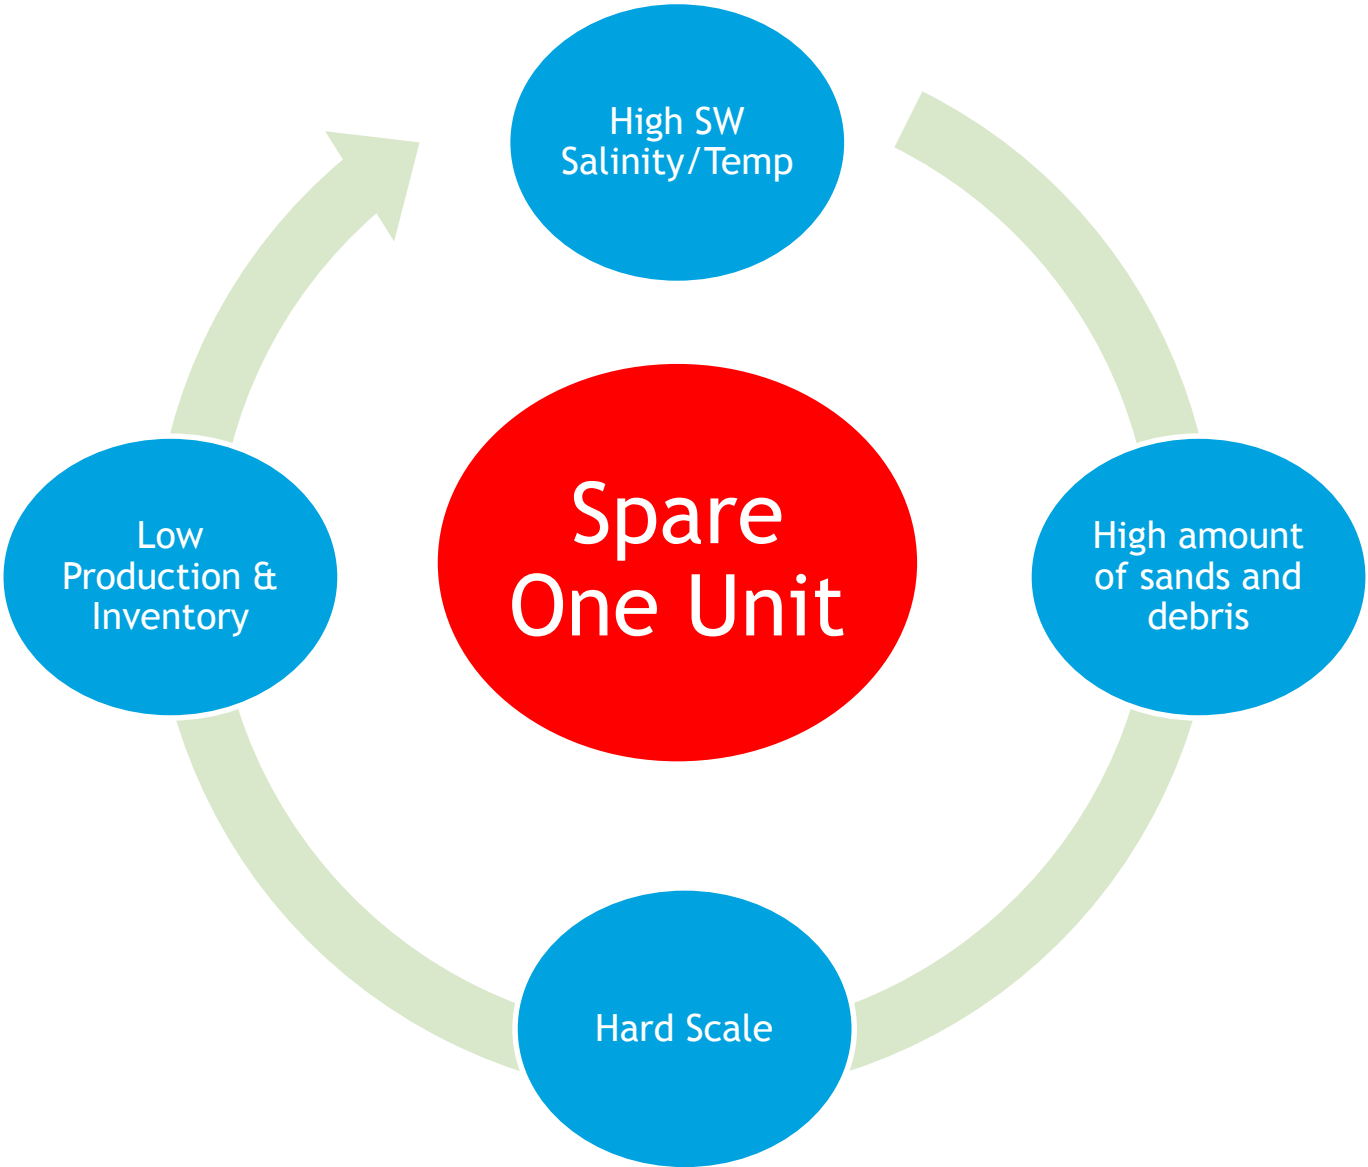 High SW
Salinity/Temp
Spare
One Unit
Low
Production &
Inventory
High amount
of sands and
debris
Hard Scale